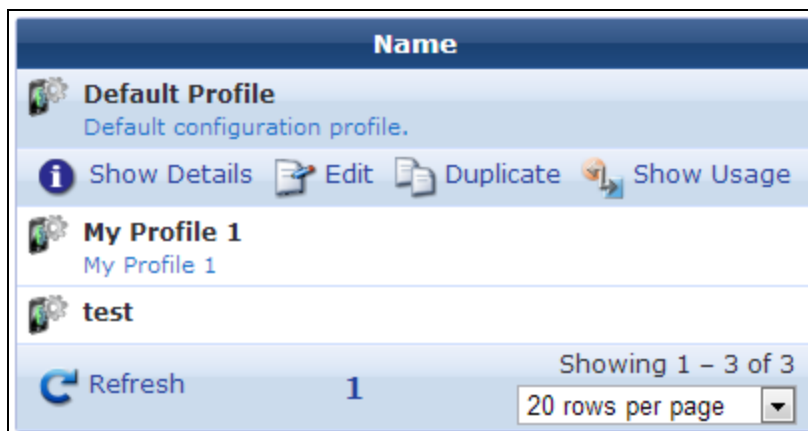 Name
Default Profile
Default configuration profile.
Show Details Edit Duplicate Show Usage
My Profile 1
My Profile 1
test
Showing 1 – 3 of 3
Refresh 1
20 rows per page